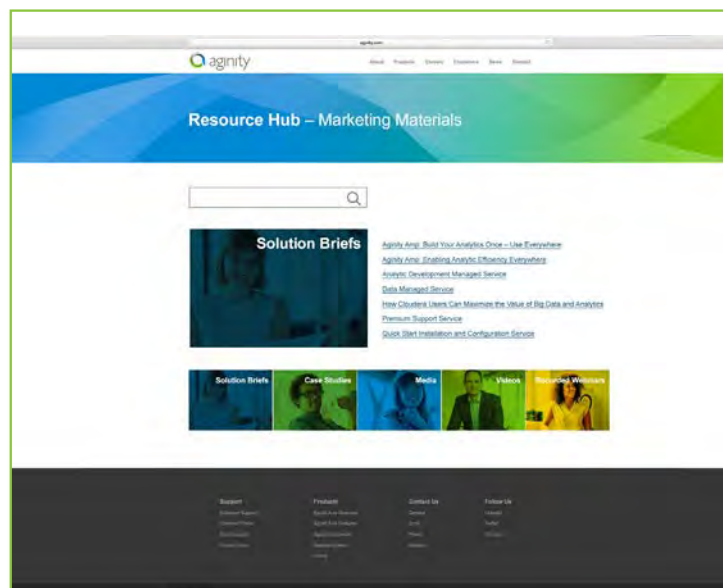 aginity.com
aginity
About Products Careers Customers News Contact
Resource Hub – Marketing Materials
Solution Briefs
Aginity Amp: Build Your Analytics Once – Use Everywhere
Aginity Amp: Enabling Analytic Efficiency Everywhere
Analytic Development Managed Service
Data Managed Service
How Cloudera Users Can Maximize the Value of Big Data and Analytics
Premium Support Service
Quick Start Installation and Configuration Service
Solution Briefs
Case Studies
Media
Videos
Recorded Webinars
Support Products Contact Us Follow Us